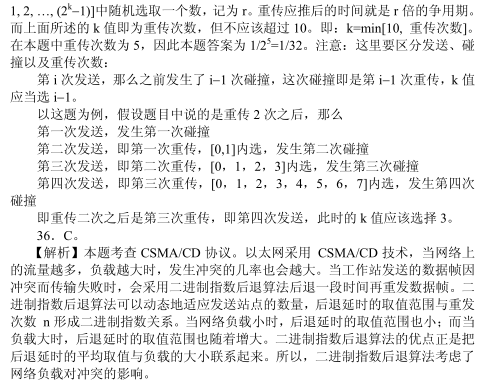 1, 2, …, (2ᵏ−1)]中随机选取一个数，记为 r。重传应推后的时间就是 r 倍的争用期。
而上面所述的 k 值即为重传次数，但不应该超过 10。即：k=min[10, 重传次数]。
在本题中重传次数为 5，因此本题答案为 1/2⁵=1/32。注意：这里要区分发送、碰
撞以及重传次数：
第 i 次发送，那么之前发生了 i−1 次碰撞，这次碰撞即是第 i−1 次重传，k 值
应当选 i−1。
以这题为例，假设题目中说的是重传 2 次之后，那么
第一次发送，发生第一次碰撞
第二次发送，即第一次重传，[0,1]内选，发生第二次碰撞
第三次发送，即第二次重传，[0，1，2，3]内选，发生第三次碰撞
第四次发送，即第三次重传，[0，1，2，3，4，5，6，7]内选，发生第四次
碰撞
即重传二次之后是第三次重传，即第四次发送，此时的 k 值应该选择 3。
36．C。
【解析】本题考查 CSMA/CD 协议。以太网采用 CSMA/CD 技术，当网络上
的流量越多，负载越大时，发生冲突的几率也会越大。当工作站发送的数据帧因
冲突而传输失败时，会采用二进制指数后退算法后退一段时间再重发数据帧。二
进制指数后退算法可以动态地适应发送站点的数量，后退延时的取值范围与重发
次数 n 形成二进制指数关系。当网络负载小时，后退延时的取值范围也小；而当
负载大时，后退延时的取值范围也随着增大。二进制指数后退算法的优点正是把
后退延时的平均取值与负载的大小联系起来。所以，二进制指数后退算法考虑了
网络负载对冲突的影响。